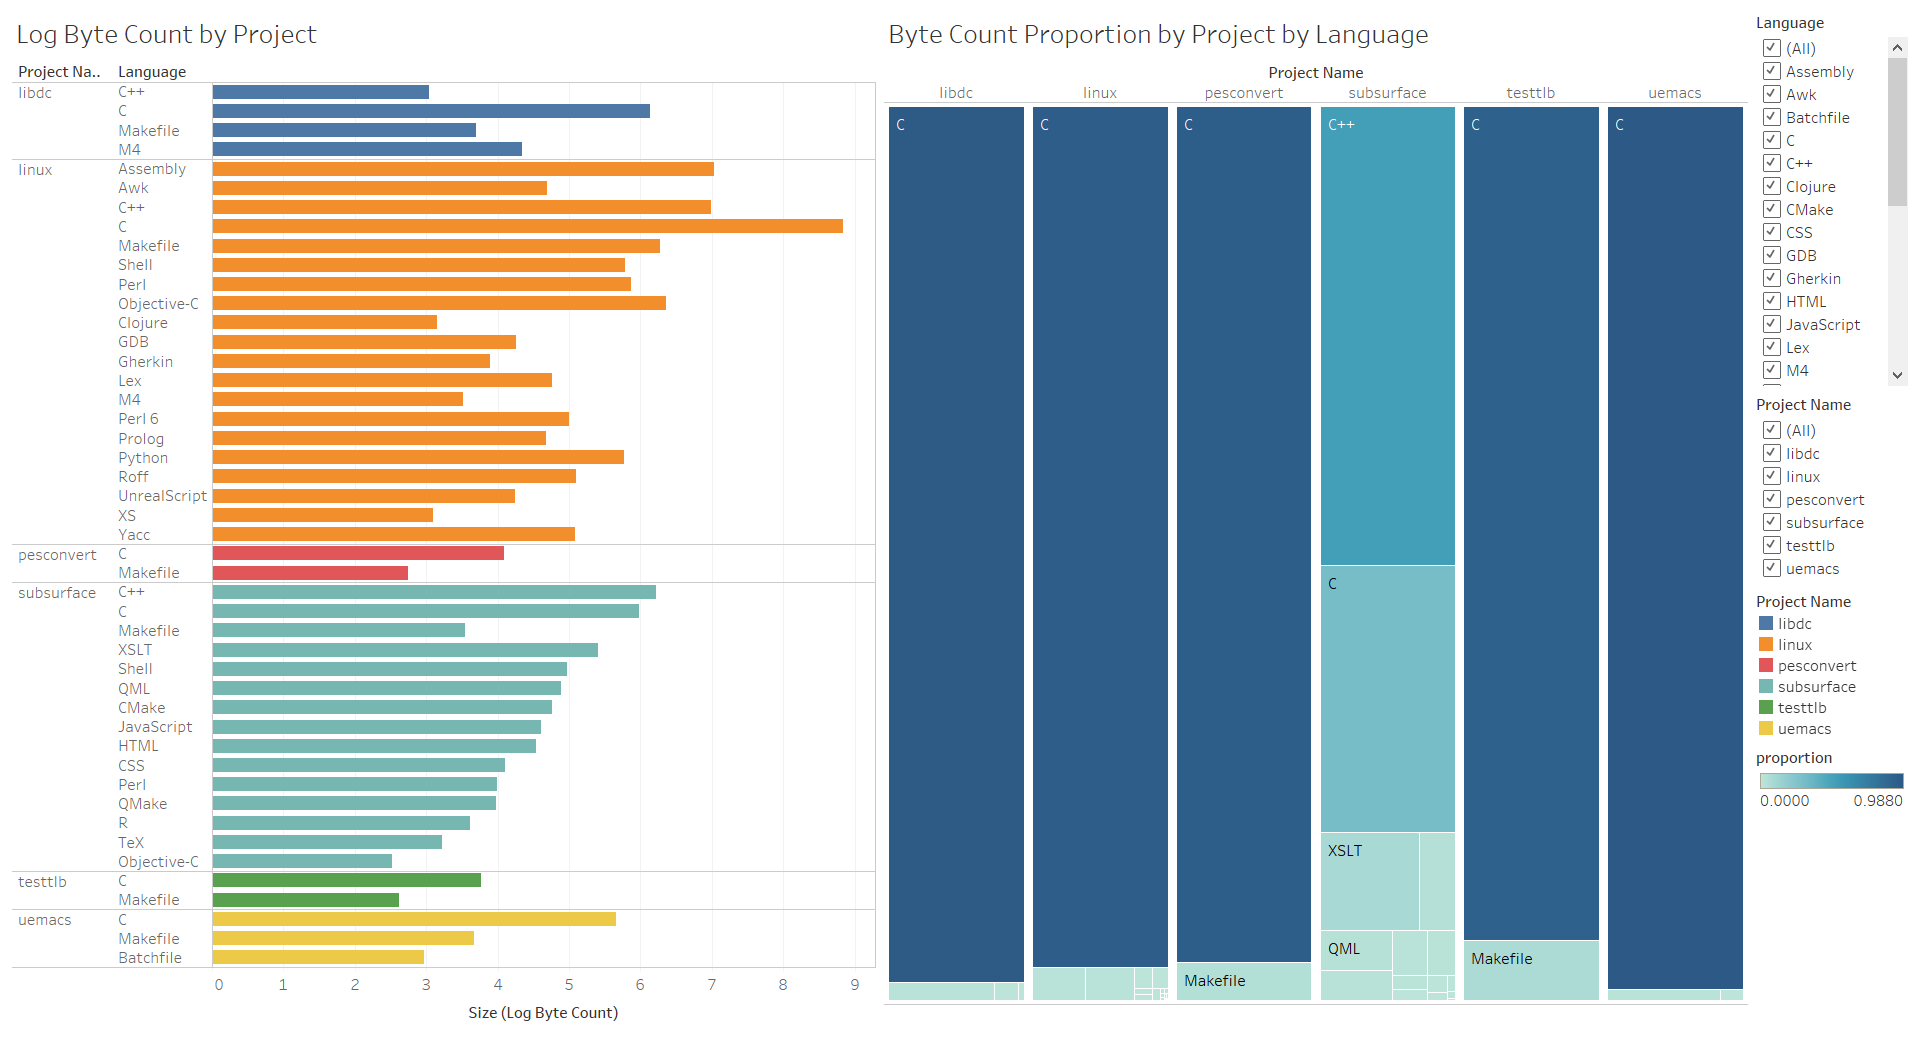 Log Byte Count by Project
Project Na.. Language
libdc C++
C
Makefile
M4
linux Assembly
Awk
C++
C
Makefile
Shell
Perl
Objective-C
Clojure
GDB
Gherkin
Lex
M4
Perl 6
Prolog
Python
Roff
UnrealScript
XS
Yacc
pesconvert C
Makefile
subsurface C++
C
Makefile
XSLT
Shell
QML
CMake
JavaScript
HTML
CSS
Perl
QMake
R
TeX
Objective-C
testtlb C
Makefile
uemacs C
Makefile
Batchfile
0 1 2 3 4 5 6 7 8 9
Size (Log Byte Count)
Byte Count Proportion by Project by Language
Project Name
libdc linux pesconvert subsurface testtlb uemacs
C C C C++ C C
C
XSLT
QML
Makefile
Makefile
Language
(All)
Assembly
Awk
Batchfile
C
C++
Clojure
CMake
CSS
GDB
Gherkin
HTML
JavaScript
Lex
M4
Project Name
(All)
libdc
linux
pesconvert
subsurface
testtlb
uemacs
Project Name
libdc
linux
pesconvert
subsurface
testtlb
uemacs
proportion
0.0000 0.9880